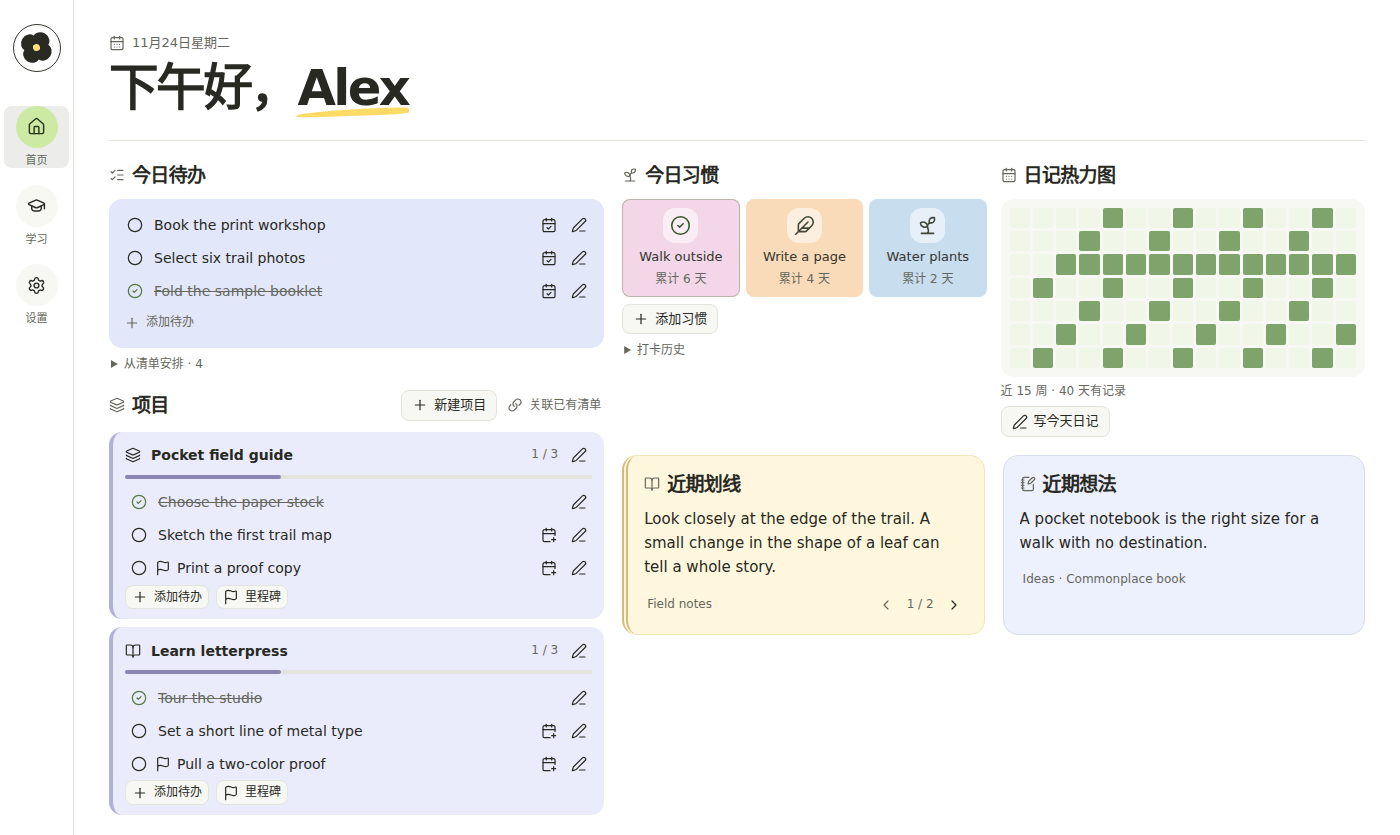 首页
学习
设置
11月24日星期二
下午好，Alex
今日待办
Book the print workshop
Select six trail photos
Fold the sample booklet
添加待办
从清单安排 · 4
项目
新建项目
关联已有清单
Pocket field guide
1 / 3
Choose the paper stock
Sketch the first trail map
Print a proof copy
添加待办
里程碑
Learn letterpress
1 / 3
Tour the studio
Set a short line of metal type
Pull a two-color proof
添加待办
里程碑
今日习惯
Walk outside
累计 6 天
Write a page
累计 4 天
Water plants
累计 2 天
添加习惯
打卡历史
日记热力图
近 15 周 · 40 天有记录
写今天日记
近期划线
Look closely at the edge of the trail. A
small change in the shape of a leaf can
tell a whole story.
Field notes
1 / 2
近期想法
A pocket notebook is the right size for a
walk with no destination.
Ideas · Commonplace book